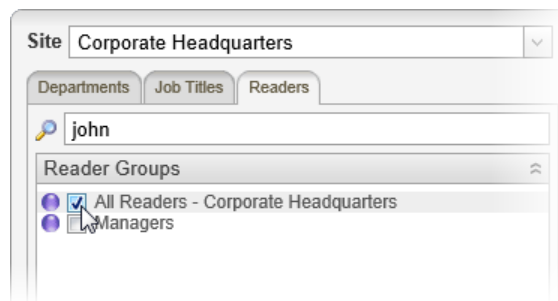 Site Corporate Headquarters
Departments Job Titles Readers
john
Reader Groups
All Readers - Corporate Headquarters
Managers